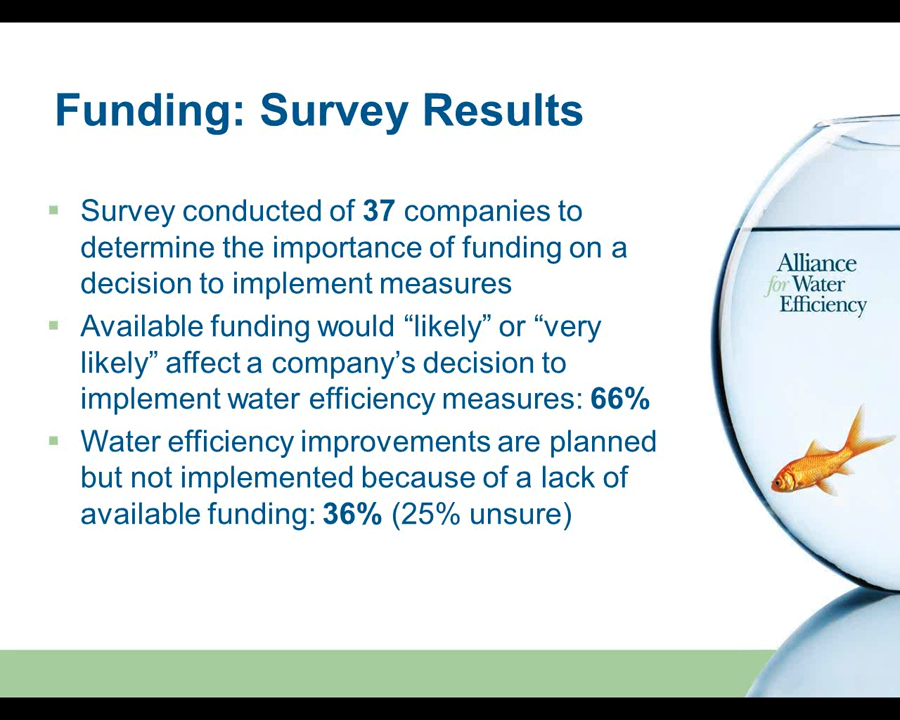 Funding: Survey Results
Survey conducted of 37 companies to
determine the importance of funding on a
decision to implement measures
Available funding would “likely” or “very
likely” affect a company’s decision to
implement water efficiency measures: 66%
Water efficiency improvements are planned
but not implemented because of a lack of
available funding: 36% (25% unsure)
Alliance
for Water
Efficiency